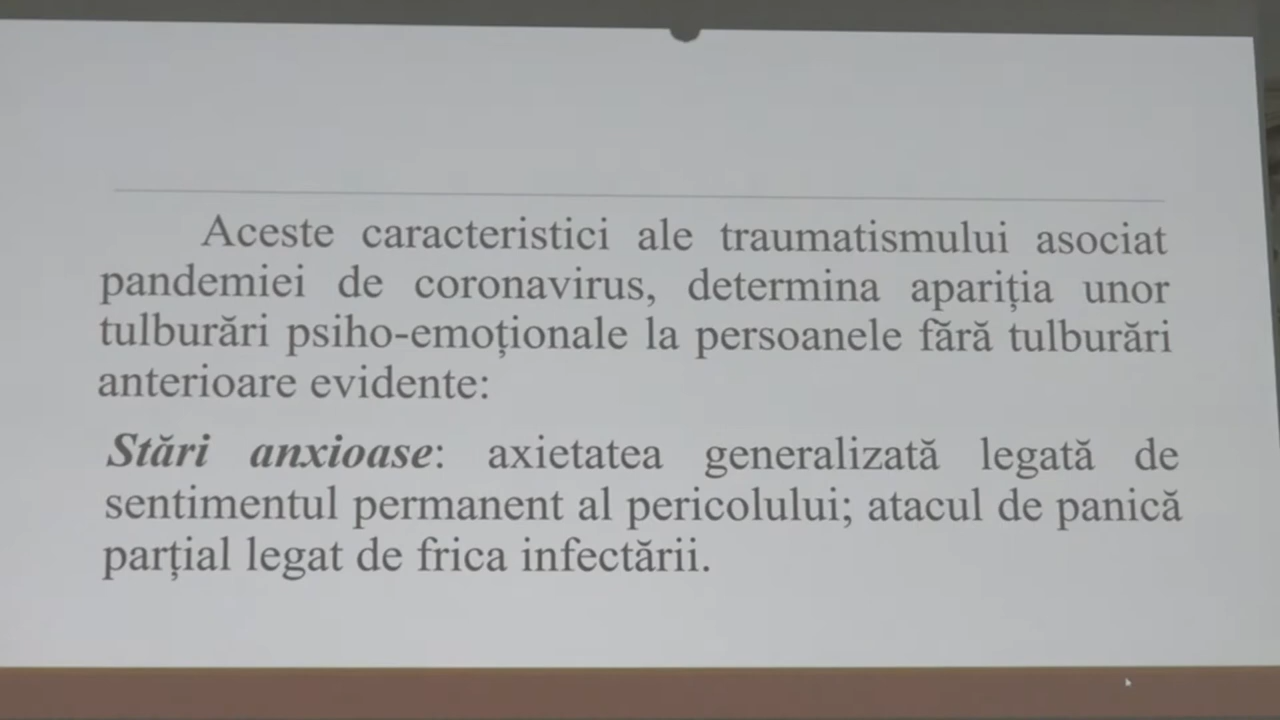 Aceste caracteristici ale traumatismului asociat
pandemiei de coronavirus, determina apariția unor
tulburări psiho-emoționale la persoanele fără tulburări
anterioare evidente:
Stări anxioase: axietatea generalizată legată de
sentimentul permanent al pericolului; atacul de panică
parțial legat de frica infectării.